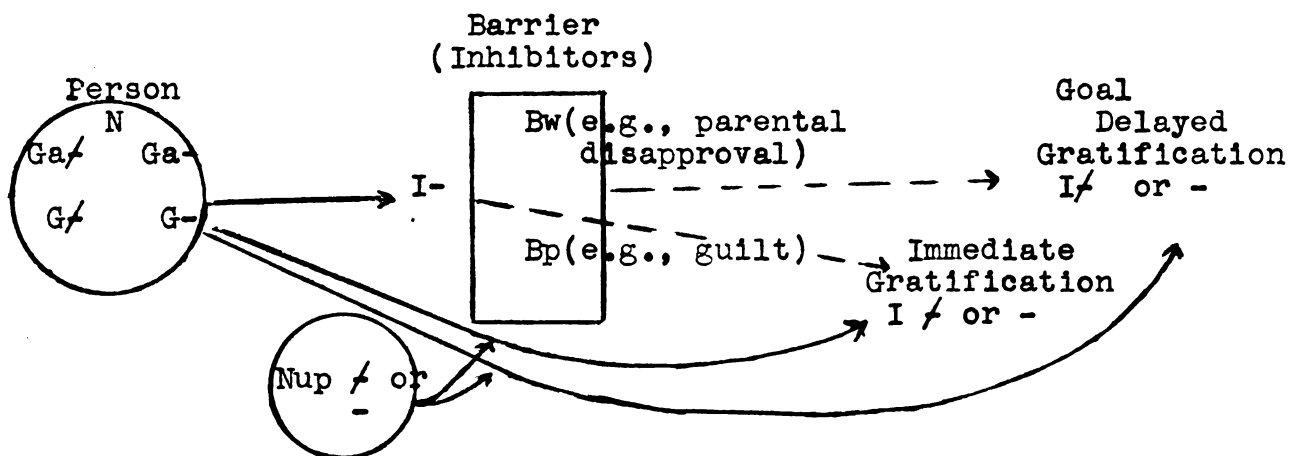 Barrier
(Inhibitors)
Person
N
Ga≁ Ga-
G≁ G-
I-
Bw(e.g., parental
disapproval)
Bp(e.g., guilt)
Goal
Delayed
Gratification
I≁ or -
Immediate
Gratification
I ≁ or -
Nup ≁ or
-